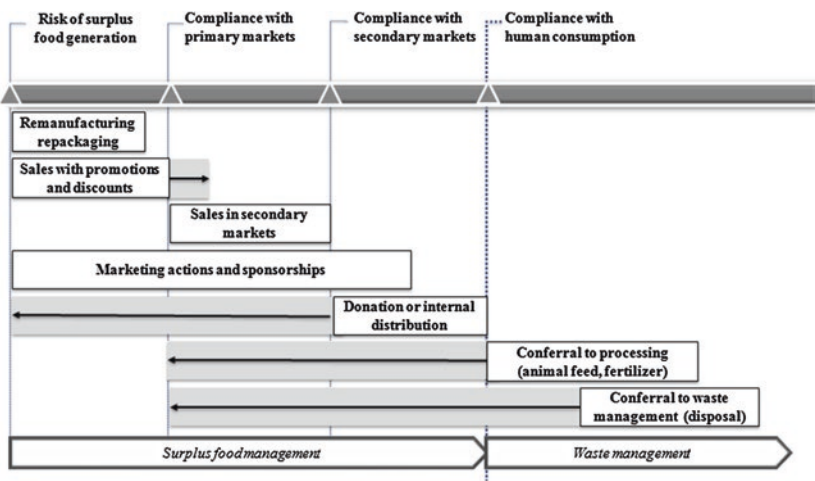 Risk of surplus
food generation
Compliance with
primary markets
Compliance with
secondary markets
Compliance with
human consumption
Remanufacturing
repackaging
Sales with promotions
and discounts
Sales in secondary
markets
Marketing actions and sponsorships
Donation or internal
distribution
Conferral to processing
(animal feed, fertilizer)
Conferral to waste
management (disposal)
Surplus food management
Waste management